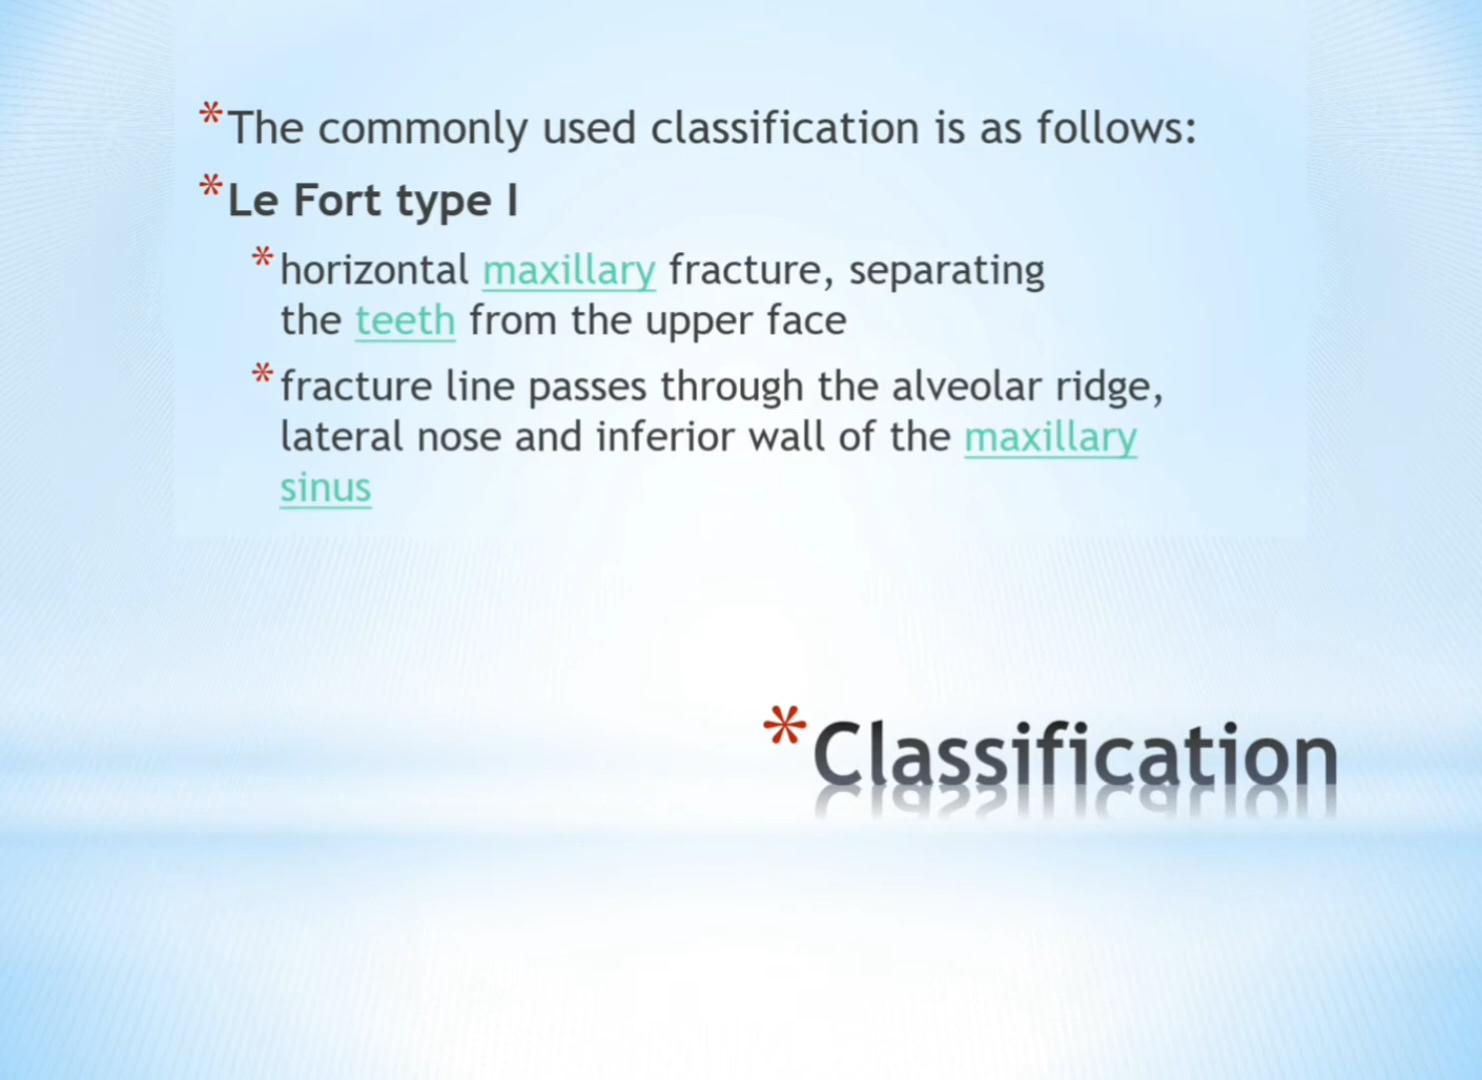 * The commonly used classification is as follows:
* Le Fort type I
* horizontal maxillary fracture, separating
the teeth from the upper face
* fracture line passes through the alveolar ridge,
lateral nose and inferior wall of the maxillary
sinus
* Classification